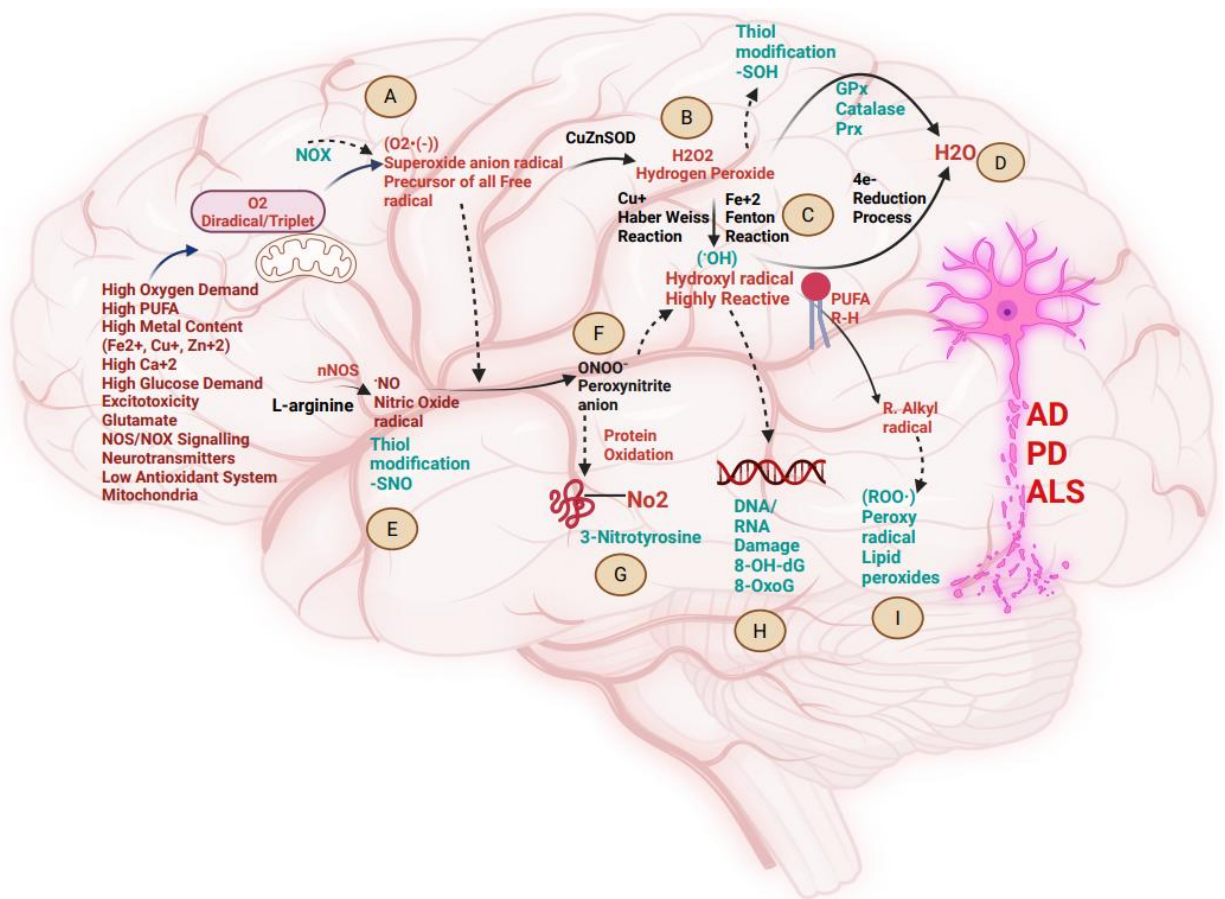 A
NOX
(O2•(-))
Superoxide anion radical
Precursor of all Free
radical
O2
Diradical/Triplet
High Oxygen Demand
High PUFA
High Metal Content
(Fe2+, Cu+, Zn+2)
High Ca+2
High Glucose Demand
Excitotoxicity
Glutamate
NOS/NOX Signalling
Neurotransmitters
Low Antioxidant System
Mitochondria
CuZnSOD
B
H2O2
Hydrogen Peroxide
Thiol
modification
-SOH
GPx
Catalase
Prx
H2O
D
4e-
Reduction
Process
Cu+
Haber Weiss
Reaction
Fe+2
Fenton
Reaction
C
(˙OH)
Hydroxyl radical
Highly Reactive
PUFA
R-H
nNOS
L-arginine
˙NO
Nitric Oxide
radical
Thiol
modification
-SNO
E
F
ONOO⁻
Peroxynitrite
anion
Protein
Oxidation
No2
3-Nitrotyrosine
G
DNA/
RNA
Damage
8-OH-dG
8-OxoG
H
R. Alkyl
radical
(ROO·)
Peroxy
radical
Lipid
peroxides
I
AD
PD
ALS